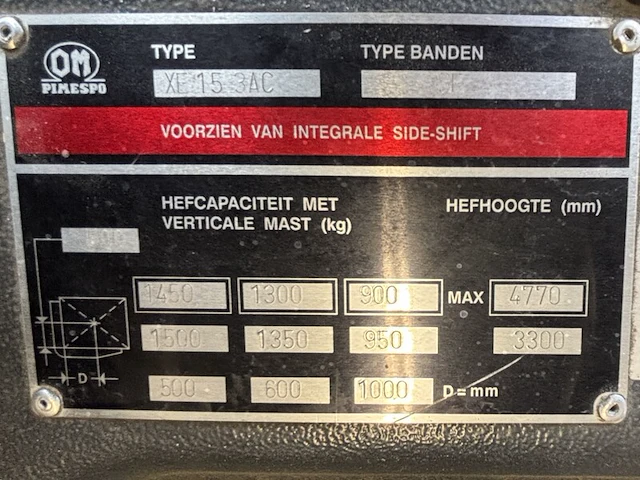 OM
PIMESPO
TYPE
TYPE BANDEN
XE 15 3AC
VOORZIEN VAN INTEGRALE SIDE-SHIFT
HEFCAPACITEIT MET
VERTICALE MAST (kg)
HEFHOOGTE (mm)
1450 1300 900 MAX 4770
1500 1350 950 3300
D 500 600 1000 D=mm